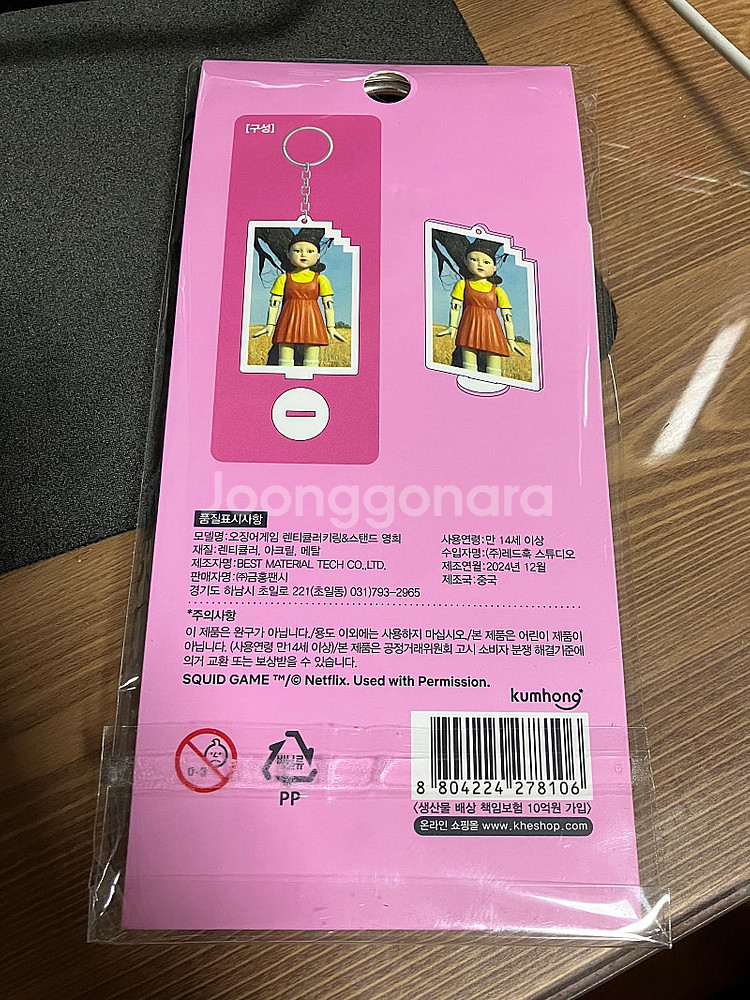 [구성]
Joonggonara
품질표시사항
모델명:오징어게임 렌티큘러키링&스탠드 영희
재질:렌티큘러, 아크릴, 메탈
제조자명:BEST MATERIAL TECH CO.,LTD.
판매자명:㈜금홍팬시
경기도 하남시 초일로 221(초일동) 031)793-2965
사용연령:만 14세 이상
수입자명:(주)레드훅 스튜디오
제조연월:2024년 12월
제조국:중국
*주의사항
이 제품은 완구가 아닙니다./용도 이외에는 사용하지 마십시오./본 제품은 어린이 제품이
아닙니다. (사용연령 만14세 이상)/본 제품은 공정거래위원회 고시 소비자 분쟁 해결기준에
의거 교환 또는 보상받을 수 있습니다.
SQUID GAME ™/© Netflix. Used with Permission.
kumhong
0-3
비닐류
PP
8 804224 278106
<생산물 배상 책임보험 10억원 가입>
온라인 쇼핑몰 www.kheshop.com